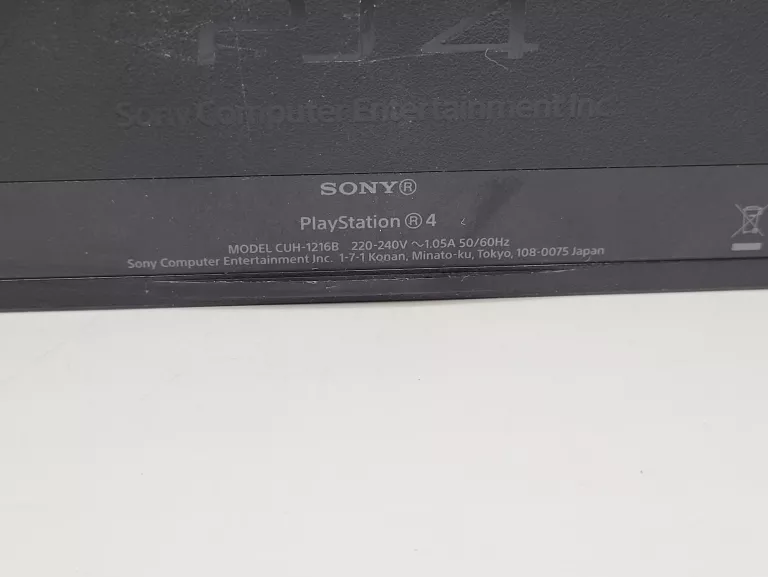 PS4
Sony Computer Entertainment Inc.
SONY®
PlayStation®4
MODEL CUH-1216B 220-240V ~1.05A 50/60Hz
Sony Computer Entertainment Inc. 1-7-1 Konan, Minato-ku, Tokyo, 108-0075 Japan